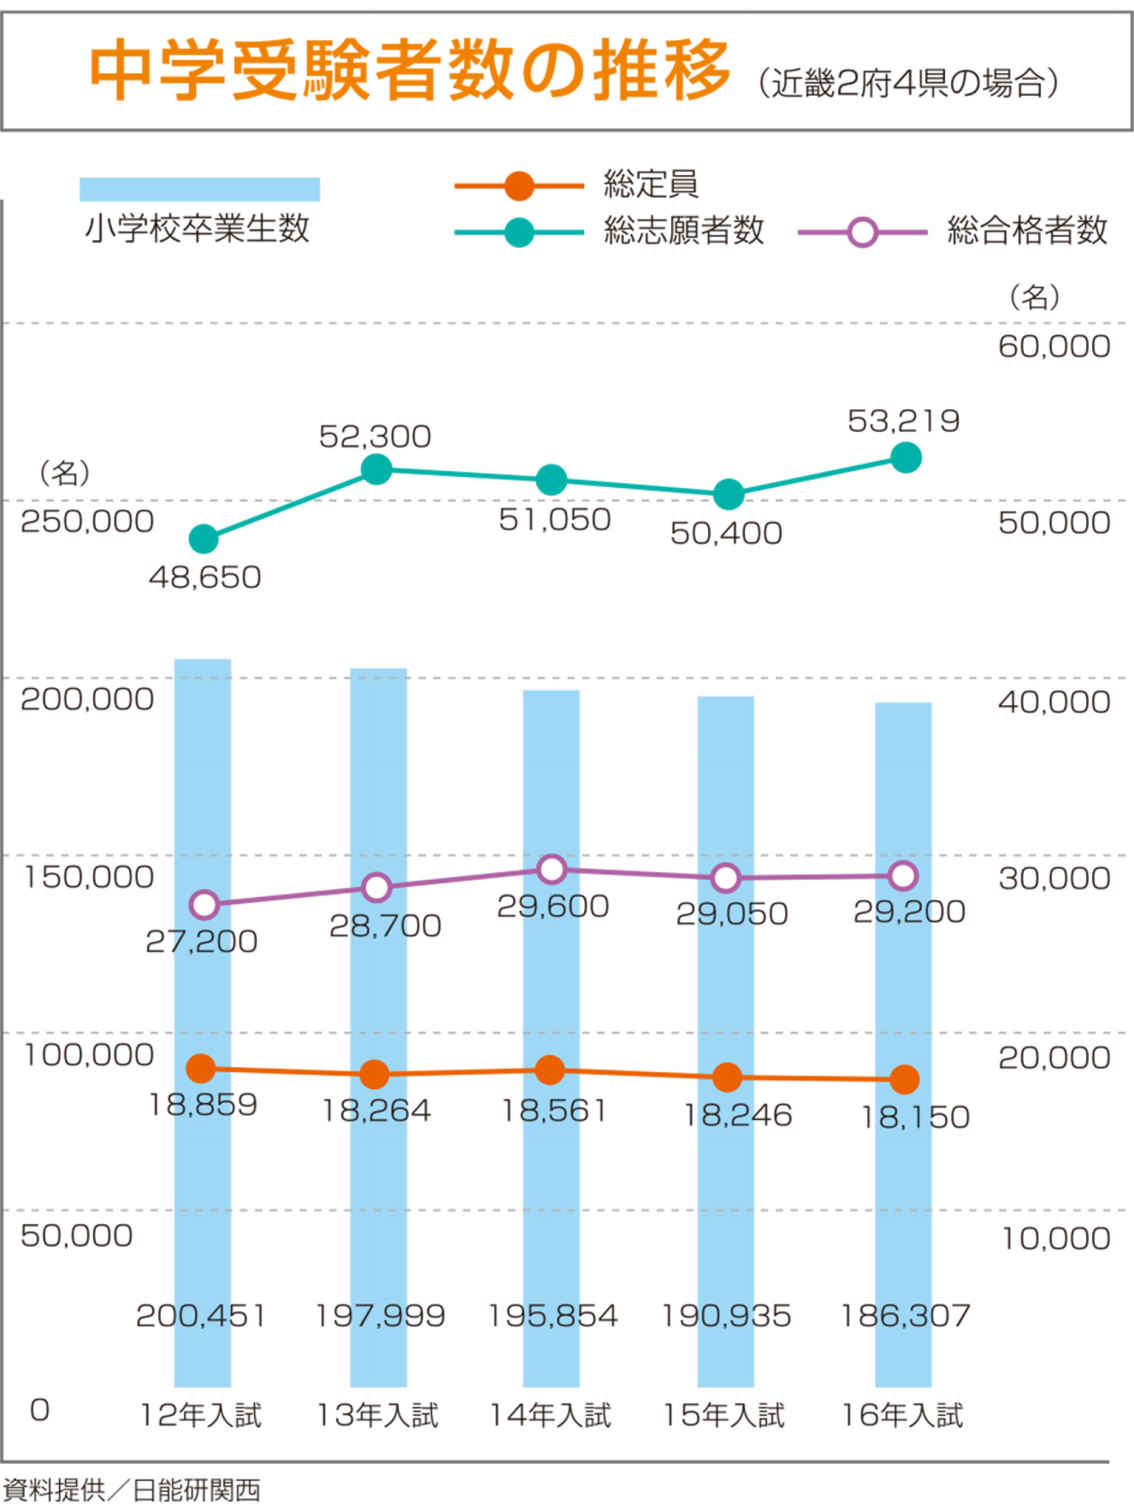 中学受験者数の推移（近畿2府4県の場合）
小学校卒業生数
総定員
総志願者数
総合格者数
（名）
60,000
53,219
52,300
（名）
250,000
51,050
50,400
50,000
48,650
200,000
40,000
150,000
30,000
27,200
28,700
29,600
29,050
29,200
100,000
20,000
18,859
18,264
18,561
18,246
18,150
50,000
10,000
200,451
197,999
195,854
190,935
186,307
0
12年入試
13年入試
14年入試
15年入試
16年入試
資料提供／日能研関西